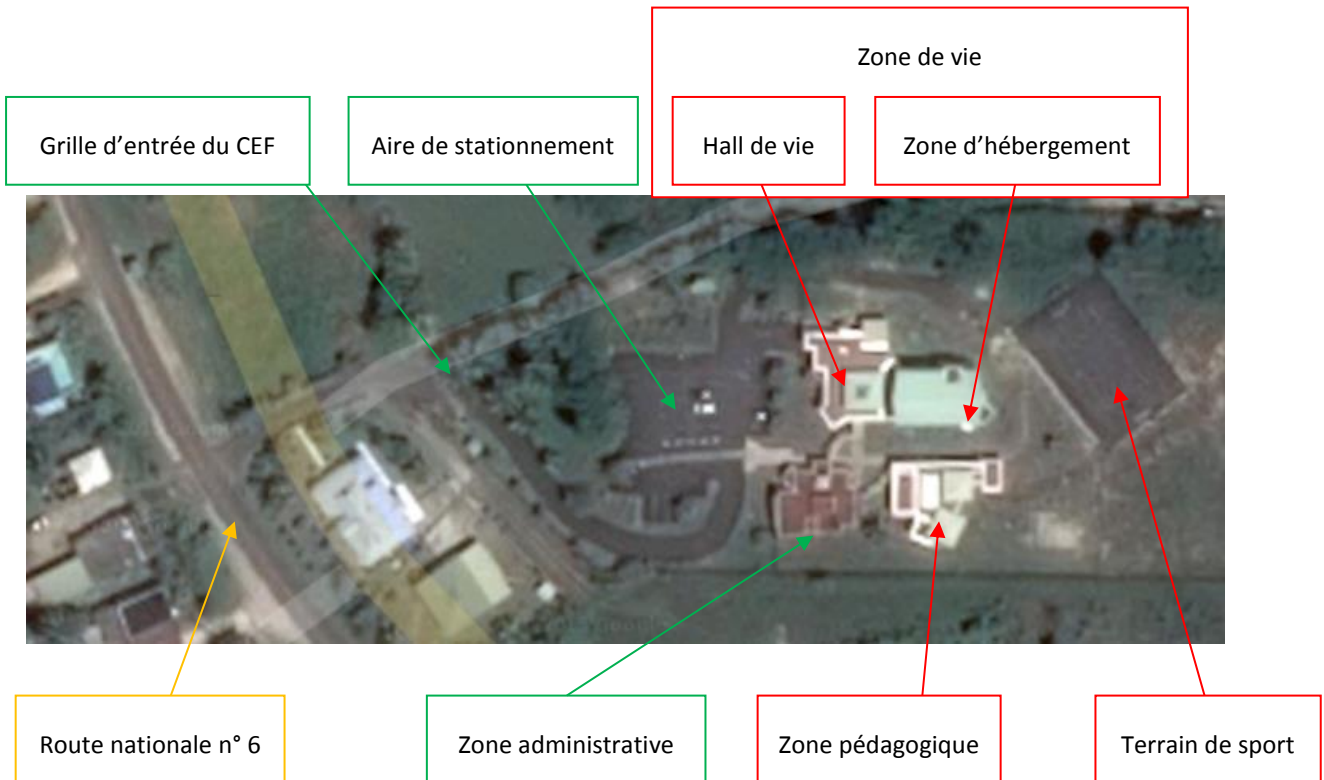 Zone de vie
Grille d’entrée du CEF
Aire de stationnement
Hall de vie
Zone d’hébergement
Route nationale n° 6
Zone administrative
Zone pédagogique
Terrain de sport